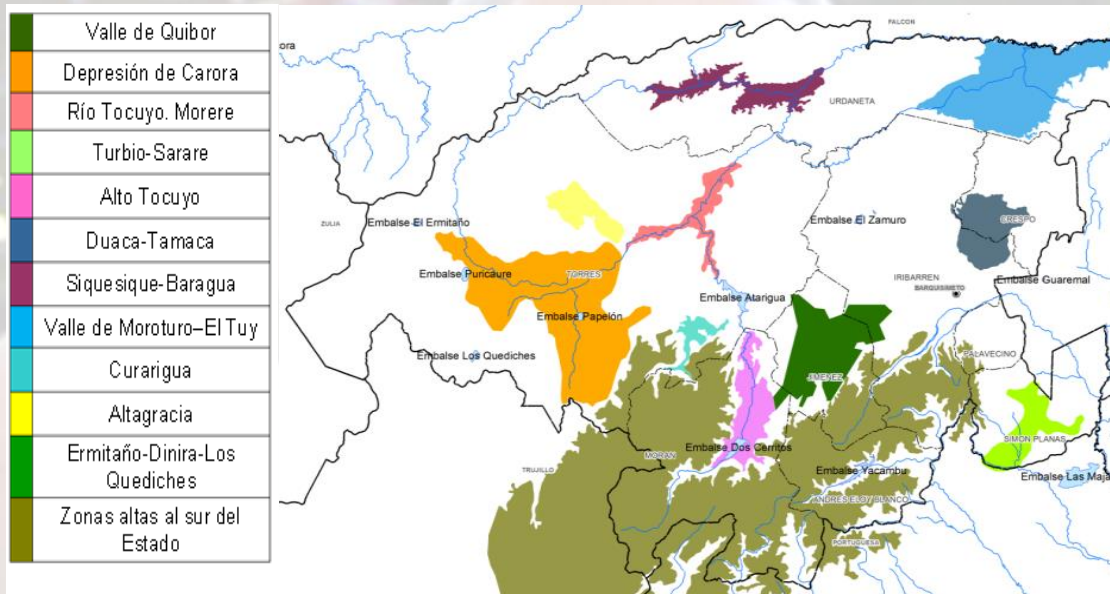 Valle de Quibor
Depresión de Carora
Río Tocuyo. Morere
Turbio-Sarare
Alto Tocuyo
Duaca-Tamaca
Siquesique-Baragua
Valle de Moroturo–El Tuy
Curarigua
Altagracia
Ermitaño-Dinira-Los
Quediches
Zonas altas al sur del
Estado
FALCON
ora
URDANETA
ZULIA
Embalse El Ermitaño
Embalse El Zamuro
CRESPO
Embalse Puricaure
TORRES
IRIBARREN
BARQUISIMETO
Embalse Guaremal
Embalse Atarigua
Embalse Papelón
Embalse Los Quediches
PALAVECINO
JIMENEZ
SIMON PLANAS
Embalse Dos Cerritos
MORAN
TRUJILLO
Embalse Yacambu
Embalse Las Maja
ANDRES ELOY BLANCO
PORTUGUESA